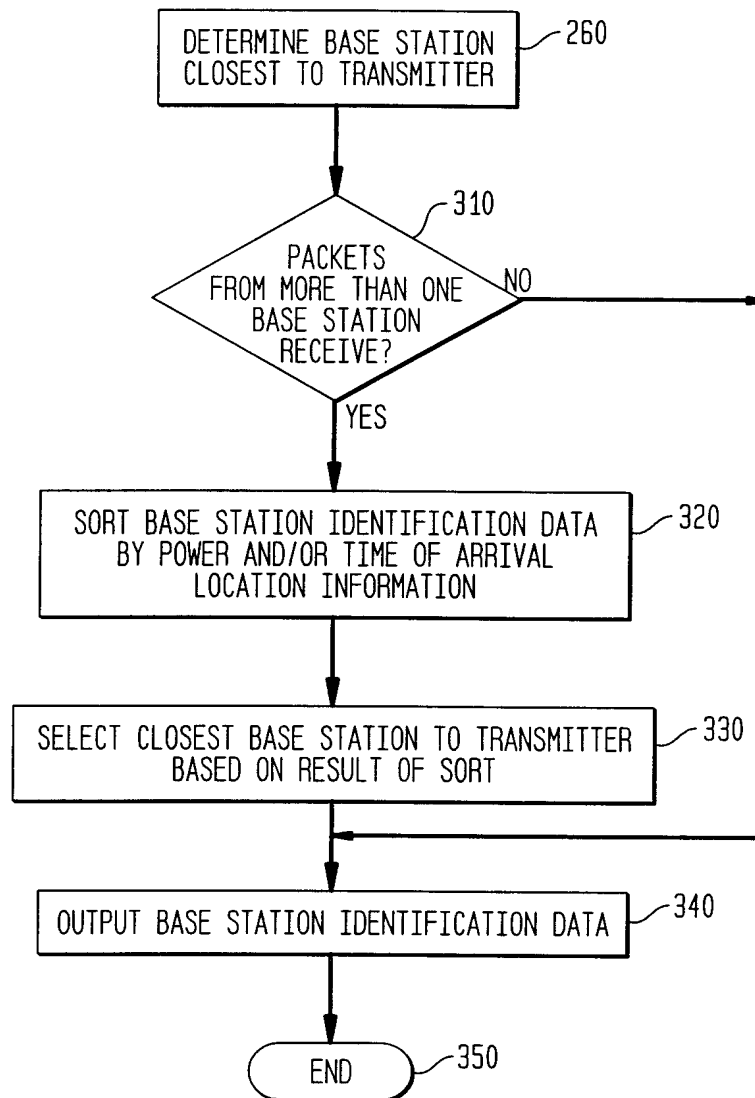 DETERMINE BASE STATION
CLOSEST TO TRANSMITTER
260
310
PACKETS
FROM MORE THAN ONE
BASE STATION
RECEIVE?
NO
YES
SORT BASE STATION IDENTIFICATION DATA
BY POWER AND/OR TIME OF ARRIVAL
LOCATION INFORMATION
320
SELECT CLOSEST BASE STATION TO TRANSMITTER
BASED ON RESULT OF SORT
330
OUTPUT BASE STATION IDENTIFICATION DATA
340
END
350